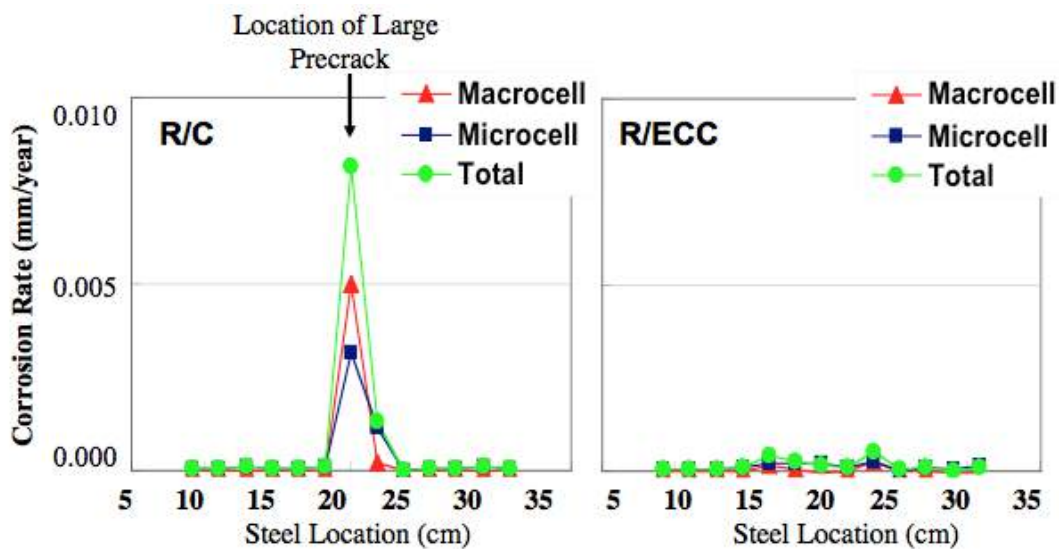 Location of Large
Precrack
Macrocell
Microcell
Total
R/C
0.010
0.005
0.000
Corrosion Rate (mm/year)
5 10 15 20 25 30 35
Steel Location (cm)
Macrocell
Microcell
Total
R/ECC
5 10 15 20 25 30 35
Steel Location (cm)